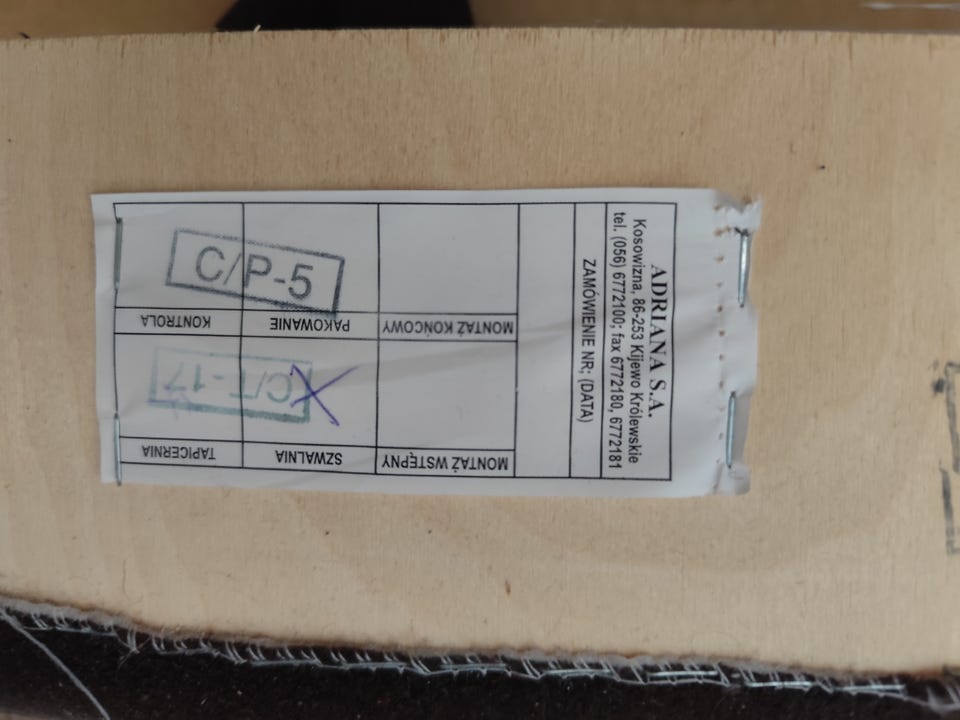 ADRIANA S.A.
Kosowizna, 86-253 Kijewo Królewskie
tel. (056) 6772100; fax 6772180, 6772181
ZAMÓWIENIE NR; (DATA)
MONTAŻ WSTĘPNY
MONTAŻ KOŃCOWY
SZWALNIA
PAKOWANIE
TAPICERNIA
KONTROLA
C/T-17
X
C/P-5